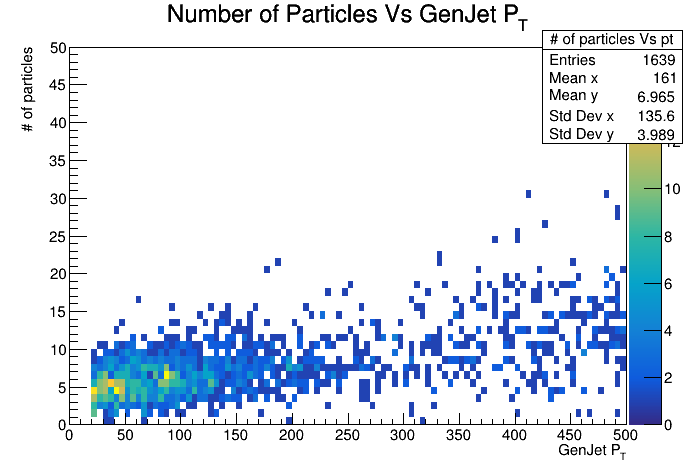 Number of Particles Vs GenJet P_T
# of particles Vs pt
Entries 1639
Mean x 161
Mean y 6.965
Std Dev x 135.6
Std Dev y 3.989
# of particles
50
45
40
35
30
25
20
15
10
5
0
12
10
8
6
4
2
0
0 50 100 150 200 250 300 350 400 450 500
GenJet P_T